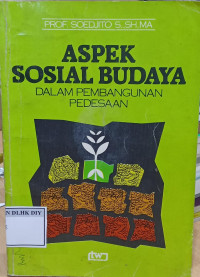 PROF. SOEDJITO S. SH.MA.
ASPEK
SOSIAL BUDAYA
DALAM PEMBANGUNAN
PEDESAAN
N DLHK DIY
tw